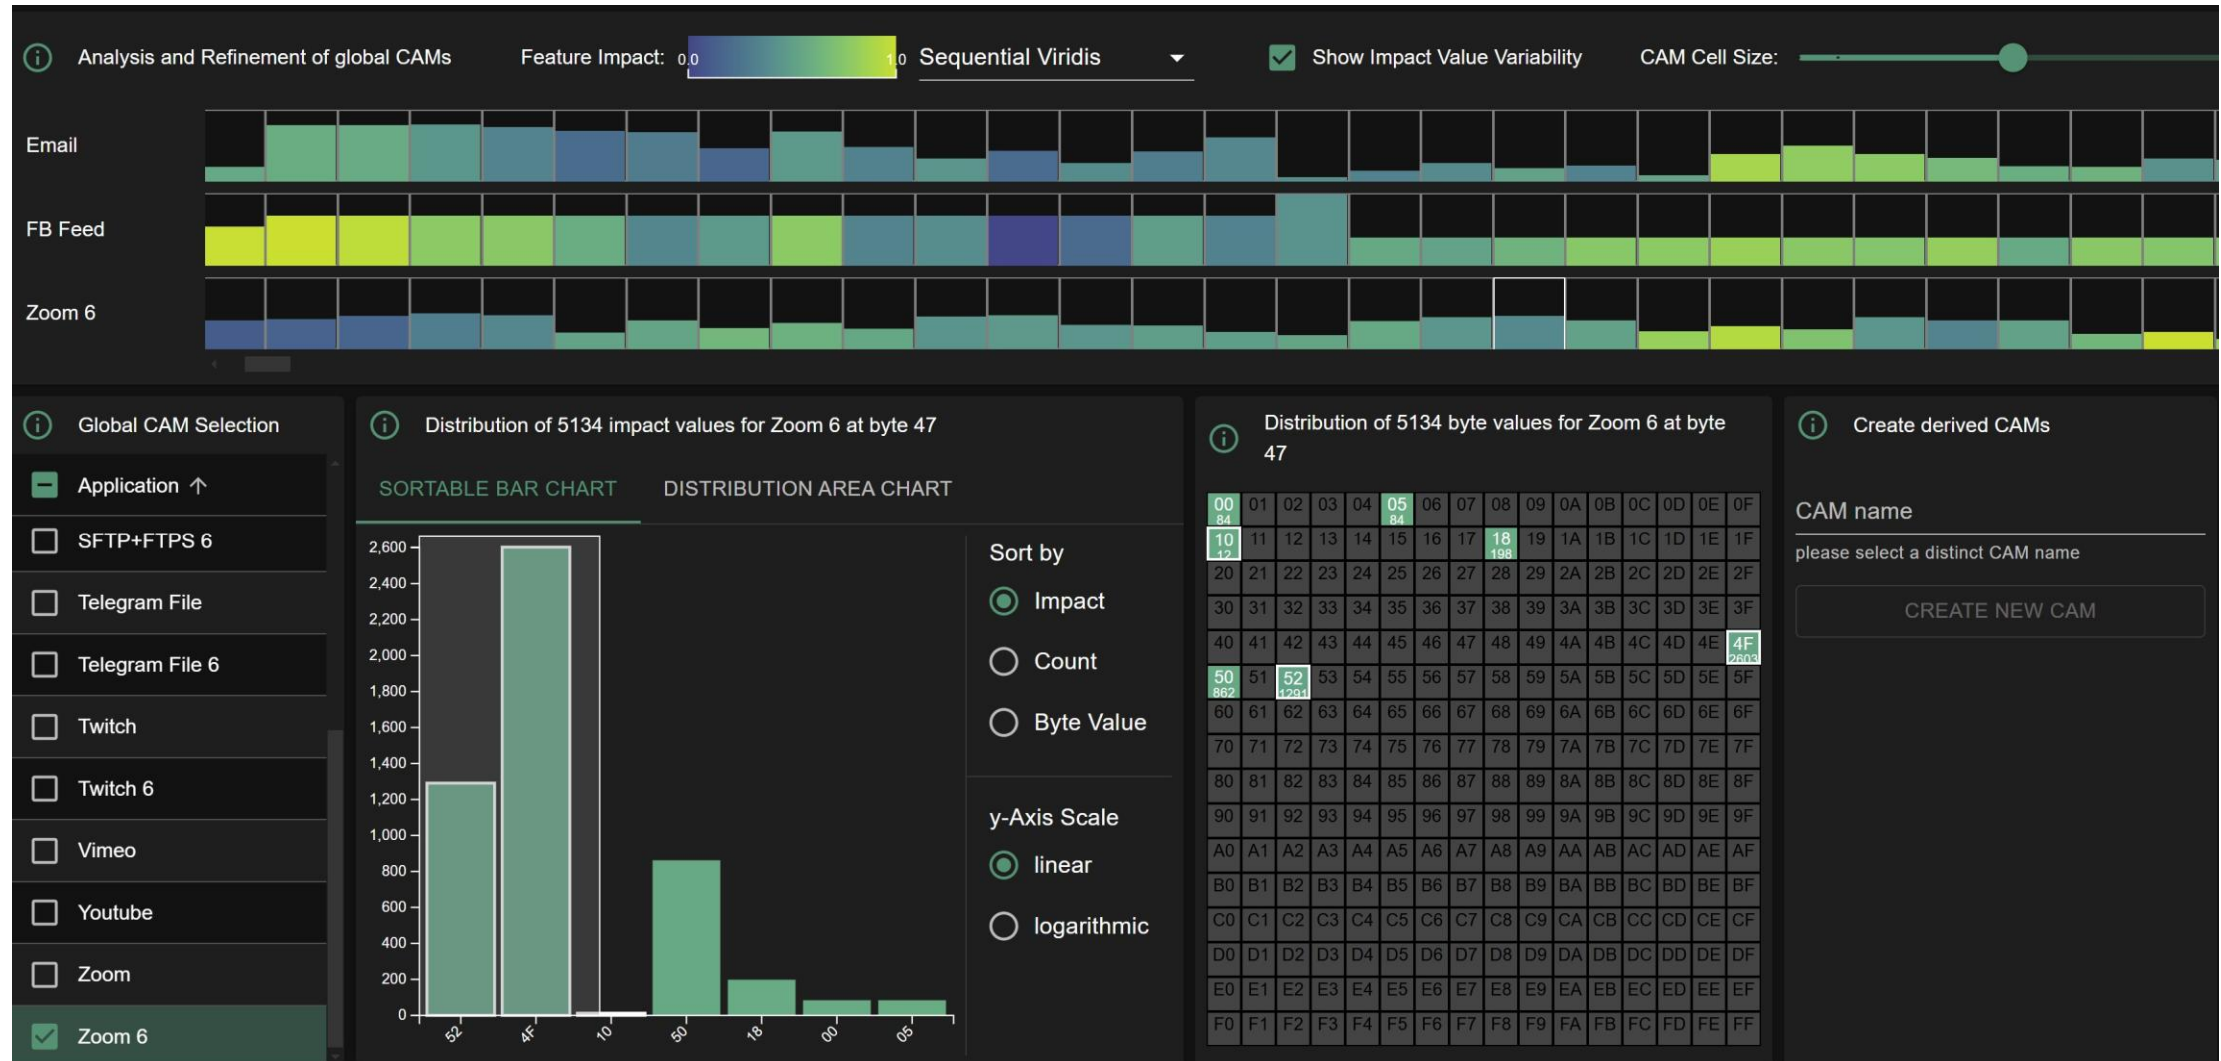 Analysis and Refinement of global CAMs Feature Impact: 0.0 1.0 Sequential Viridis Show Impact Value Variability CAM Cell Size:
Email
FB Feed
Zoom 6
Global CAM Selection
Application ↑
SFTP+FTPS 6
Telegram File
Telegram File 6
Twitch
Twitch 6
Vimeo
Youtube
Zoom
Zoom 6
Distribution of 5134 impact values for Zoom 6 at byte 47
SORTABLE BAR CHART DISTRIBUTION AREA CHART
2,600
2,400
2,200
2,000
1,800
1,600
1,400
1,200
1,000
800
600
400
200
0
52 4F 10 50 18 00 05
Sort by
Impact
Count
Byte Value
y-Axis Scale
linear
logarithmic
Distribution of 5134 byte values for Zoom 6 at byte
47
00 01 02 03 04 05 06 07 08 09 0A 0B 0C 0D 0E 0F
84 84
10 11 12 13 14 15 16 17 18 19 1A 1B 1C 1D 1E 1F
12 198
20 21 22 23 24 25 26 27 28 29 2A 2B 2C 2D 2E 2F
30 31 32 33 34 35 36 37 38 39 3A 3B 3C 3D 3E 3F
40 41 42 43 44 45 46 47 48 49 4A 4B 4C 4D 4E 4F
2603
50 51 52 53 54 55 56 57 58 59 5A 5B 5C 5D 5E 5F
862 1291
60 61 62 63 64 65 66 67 68 69 6A 6B 6C 6D 6E 6F
70 71 72 73 74 75 76 77 78 79 7A 7B 7C 7D 7E 7F
80 81 82 83 84 85 86 87 88 89 8A 8B 8C 8D 8E 8F
90 91 92 93 94 95 96 97 98 99 9A 9B 9C 9D 9E 9F
A0 A1 A2 A3 A4 A5 A6 A7 A8 A9 AA AB AC AD AE AF
B0 B1 B2 B3 B4 B5 B6 B7 B8 B9 BA BB BC BD BE BF
C0 C1 C2 C3 C4 C5 C6 C7 C8 C9 CA CB CC CD CE CF
D0 D1 D2 D3 D4 D5 D6 D7 D8 D9 DA DB DC DD DE DF
E0 E1 E2 E3 E4 E5 E6 E7 E8 E9 EA EB EC ED EE EF
F0 F1 F2 F3 F4 F5 F6 F7 F8 F9 FA FB FC FD FE FF
Create derived CAMs
CAM name
please select a distinct CAM name
CREATE NEW CAM